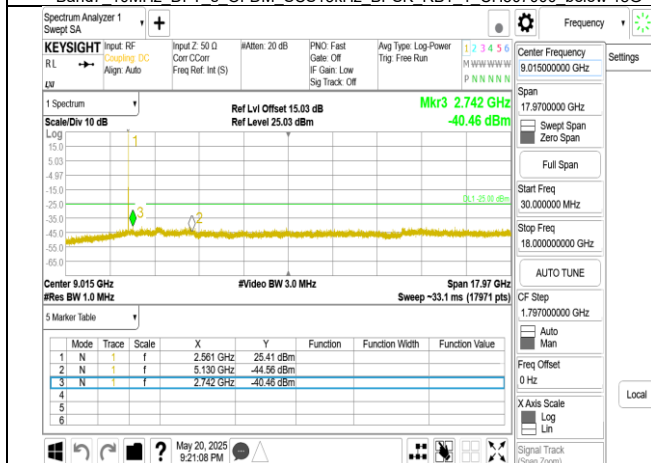 Spectrum Analyzer 1
Swept SA
Frequency
KEYSIGHT
Input: RF
Coupling: DC
Align: Auto
Input Z: 50 Ω
Corr CCorr
Freq Ref: Int (S)
#Atten: 20 dB
PNO: Fast
Gate: Off
IF Gain: Low
Sig Track: Off
Avg Type: Log-Power
Trig: Free Run
1 2 3 4 5 6
M W W W W W
P N N N N N
RL
LXI
Center Frequency
9.015000000 GHz
Settings
Span
17.9700000 GHz
Swept Span
Zero Span
Full Span
Start Freq
30.000000 MHz
Stop Freq
18.000000000 GHz
AUTO TUNE
CF Step
1.797000000 GHz
Auto
Man
Freq Offset
0 Hz
X Axis Scale
Log
Lin
Local
Signal Track
(Span Zoom)
1 Spectrum
Scale/Div 10 dB
Ref Lvl Offset 15.03 dB
Ref Level 25.03 dBm
Mkr3 2.742 GHz
-40.46 dBm
Log
15.0
5.03
-4.97
-15.0
-25.0
-35.0
-45.0
-55.0
-65.0
1
2
3
DL1 -25.00 dBm
Center 9.015 GHz
#Res BW 1.0 MHz
#Video BW 3.0 MHz
Span 17.97 GHz
Sweep ~33.1 ms (17971 pts)
5 Marker Table
Mode Trace Scale X Y Function Function Width Function Value
1 N 1 f 2.561 GHz 25.41 dBm
2 N 1 f 5.130 GHz -44.56 dBm
3 N 1 f 2.742 GHz -40.46 dBm
4
5
6
May 20, 2025
9:21:08 PM